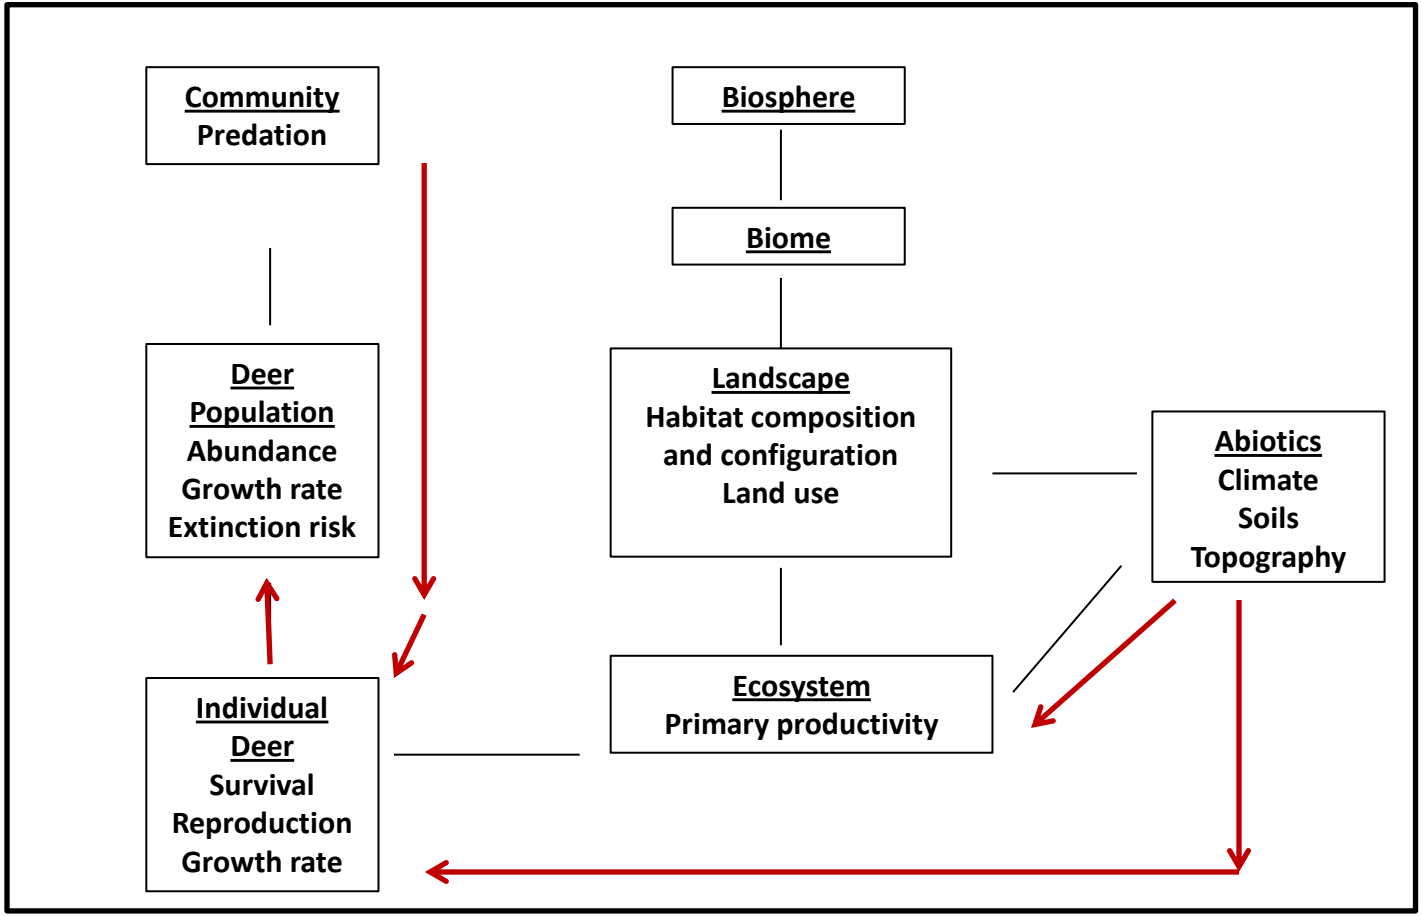 Community
Predation
Biosphere
Biome
Deer
Population
Abundance
Growth rate
Extinction risk
Landscape
Habitat composition
and configuration
Land use
Abiotics
Climate
Soils
Topography
Individual
Deer
Survival
Reproduction
Growth rate
Ecosystem
Primary productivity